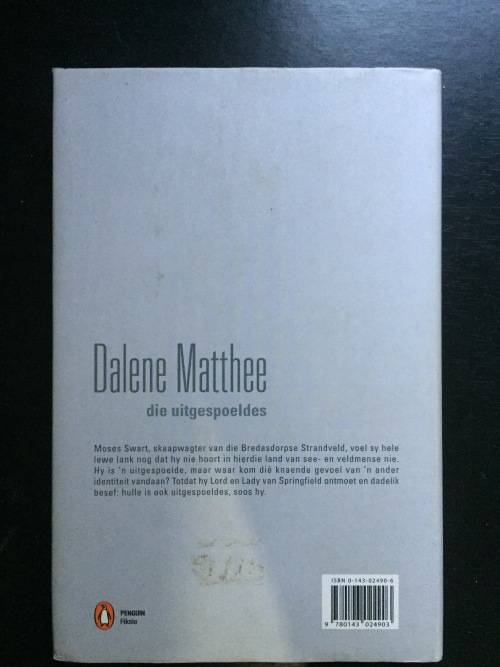 Dalene Matthee
die uitgespoeldes
Moses Swart, skaapwagter van die Bredasdorpse Strandveld, voel sy hele
lewe lank nog dat hy nie hoort in hierdie land van see- en veldmense nie.
Hy is 'n uitgespoelde, maar waar kom dié knaende gevoel van 'n ander
identiteit vandaan? Totdat hy Lord en Lady van Springfield ontmoet en dadelik
besef: hulle is ook uitgespoeldes, soos hy.
ISBN 0-143-02490-6
9 780143 024903
PENGUIN
Fiksie